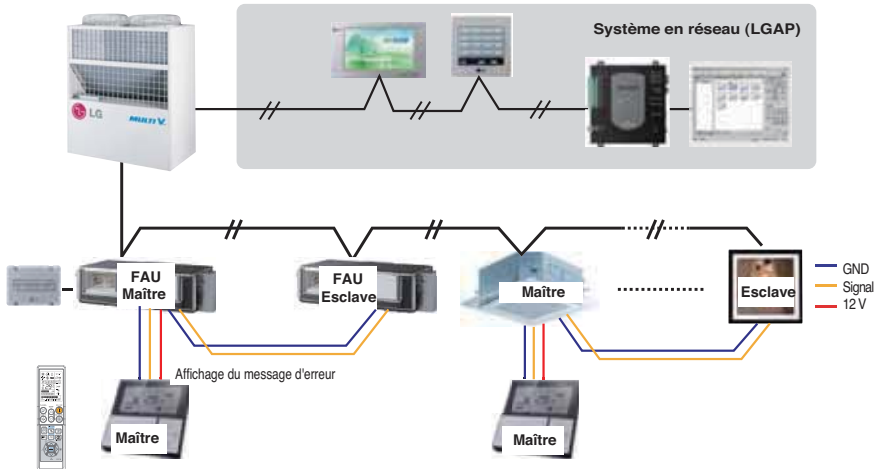 Système en réseau (LGAP)
LG
MULTI V.
FAU
Maître
FAU
Esclave
Maître
Esclave
GND
Signal
12 V
Affichage du message d'erreur
Maître
Maître